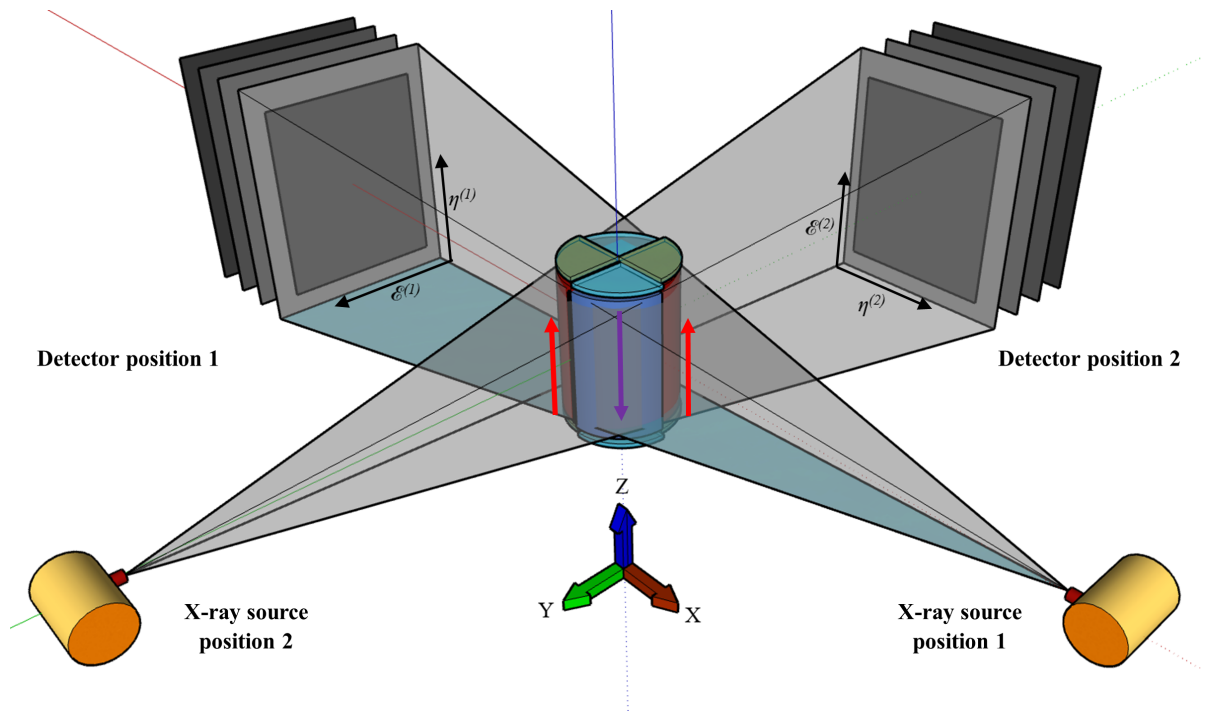 η(1)
ℰ(1)
ℰ(2)
η(2)
Detector position 1
Detector position 2
Z
Y
X
X-ray source
position 2
X-ray source
position 1